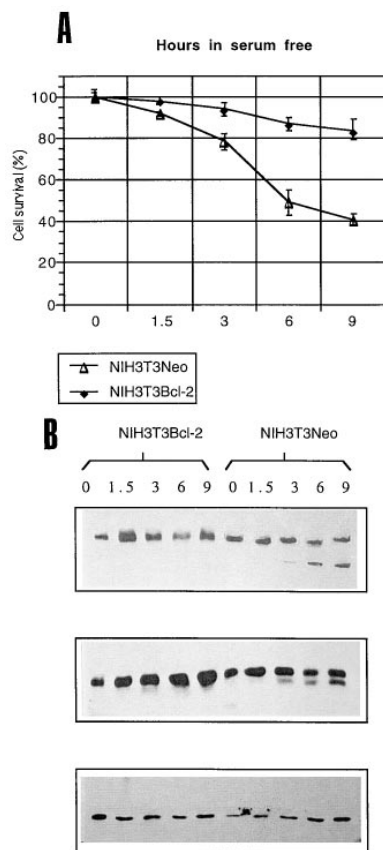 A
Hours in serum free
Cell survival (%)
100
80
60
40
20
0
0 1.5 3 6 9
NIH3T3Neo
NIH3T3Bcl-2
B
NIH3T3Bcl-2 NIH3T3Neo
0 1.5 3 6 9 0 1.5 3 6 9